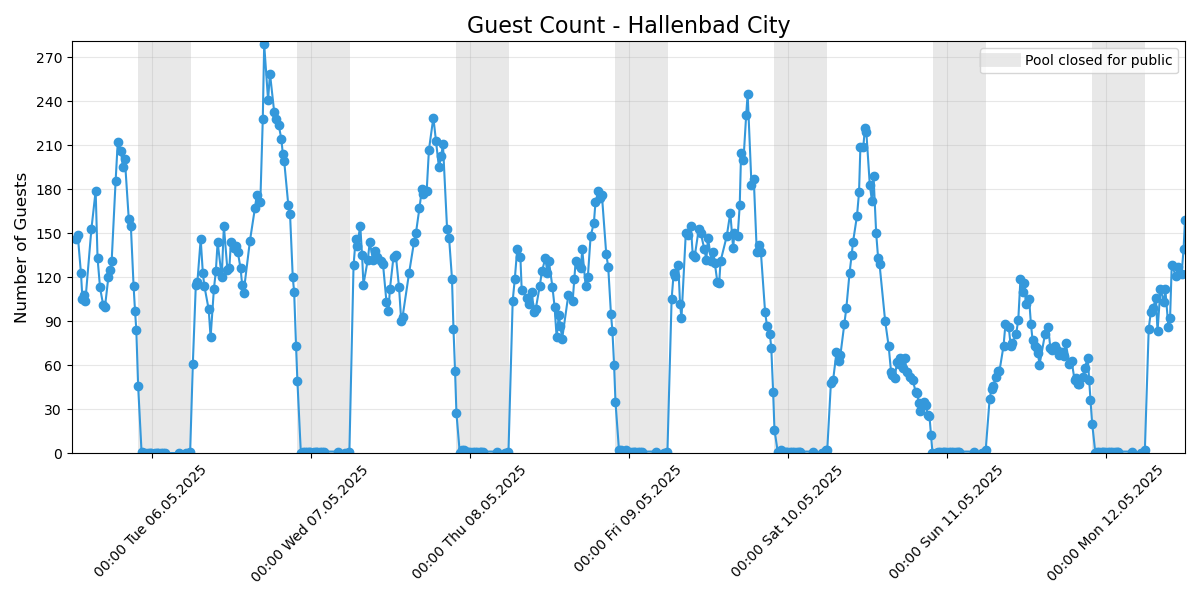 Guest Count - Hallenbad City
Pool closed for public
Number of Guests
270
240
210
180
150
120
90
60
30
0
00:00 Tue 06.05.2025
00:00 Wed 07.05.2025
00:00 Thu 08.05.2025
00:00 Fri 09.05.2025
00:00 Sat 10.05.2025
00:00 Sun 11.05.2025
00:00 Mon 12.05.2025